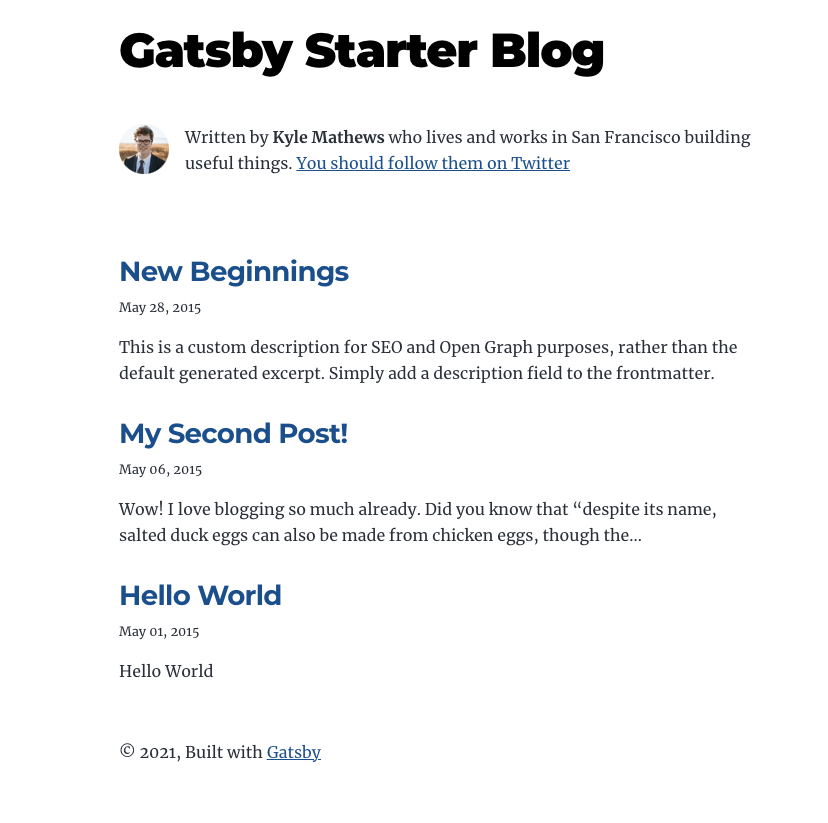 Gatsby Starter Blog
Written by Kyle Mathews who lives and works in San Francisco building
useful things. You should follow them on Twitter
New Beginnings
May 28, 2015
This is a custom description for SEO and Open Graph purposes, rather than the
default generated excerpt. Simply add a description field to the frontmatter.
My Second Post!
May 06, 2015
Wow! I love blogging so much already. Did you know that “despite its name,
salted duck eggs can also be made from chicken eggs, though the…
Hello World
May 01, 2015
Hello World
© 2021, Built with Gatsby